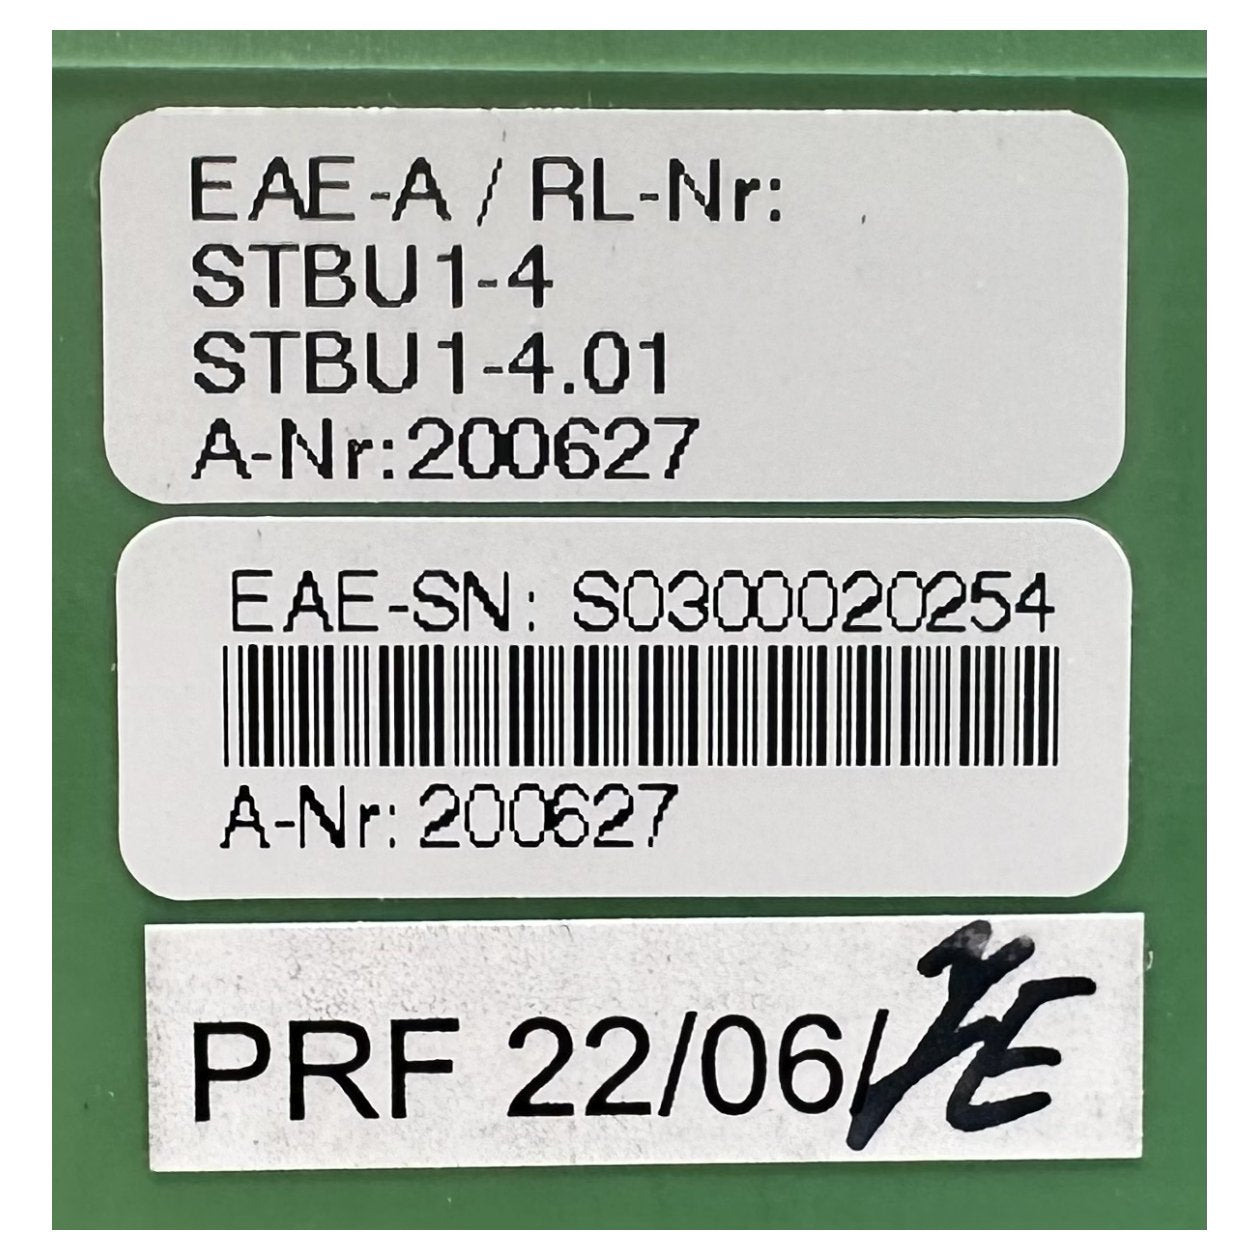 EAE-A / RL-Nr:
STBU1-4
STBU1-4.01
A-Nr:200627
EAE-SN: S0300020254
A-Nr: 200627
PRF 22/06/